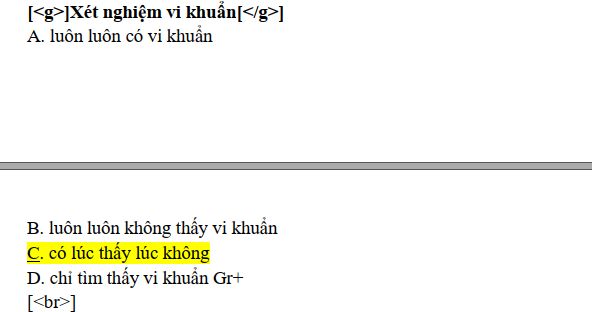 [<g>]Xét nghiệm vi khuẩn[</g>]
A. luôn luôn có vi khuẩn
B. luôn luôn không thấy vi khuẩn
C. có lúc thấy lúc không
D. chỉ tìm thấy vi khuẩn Gr+
[<br>]